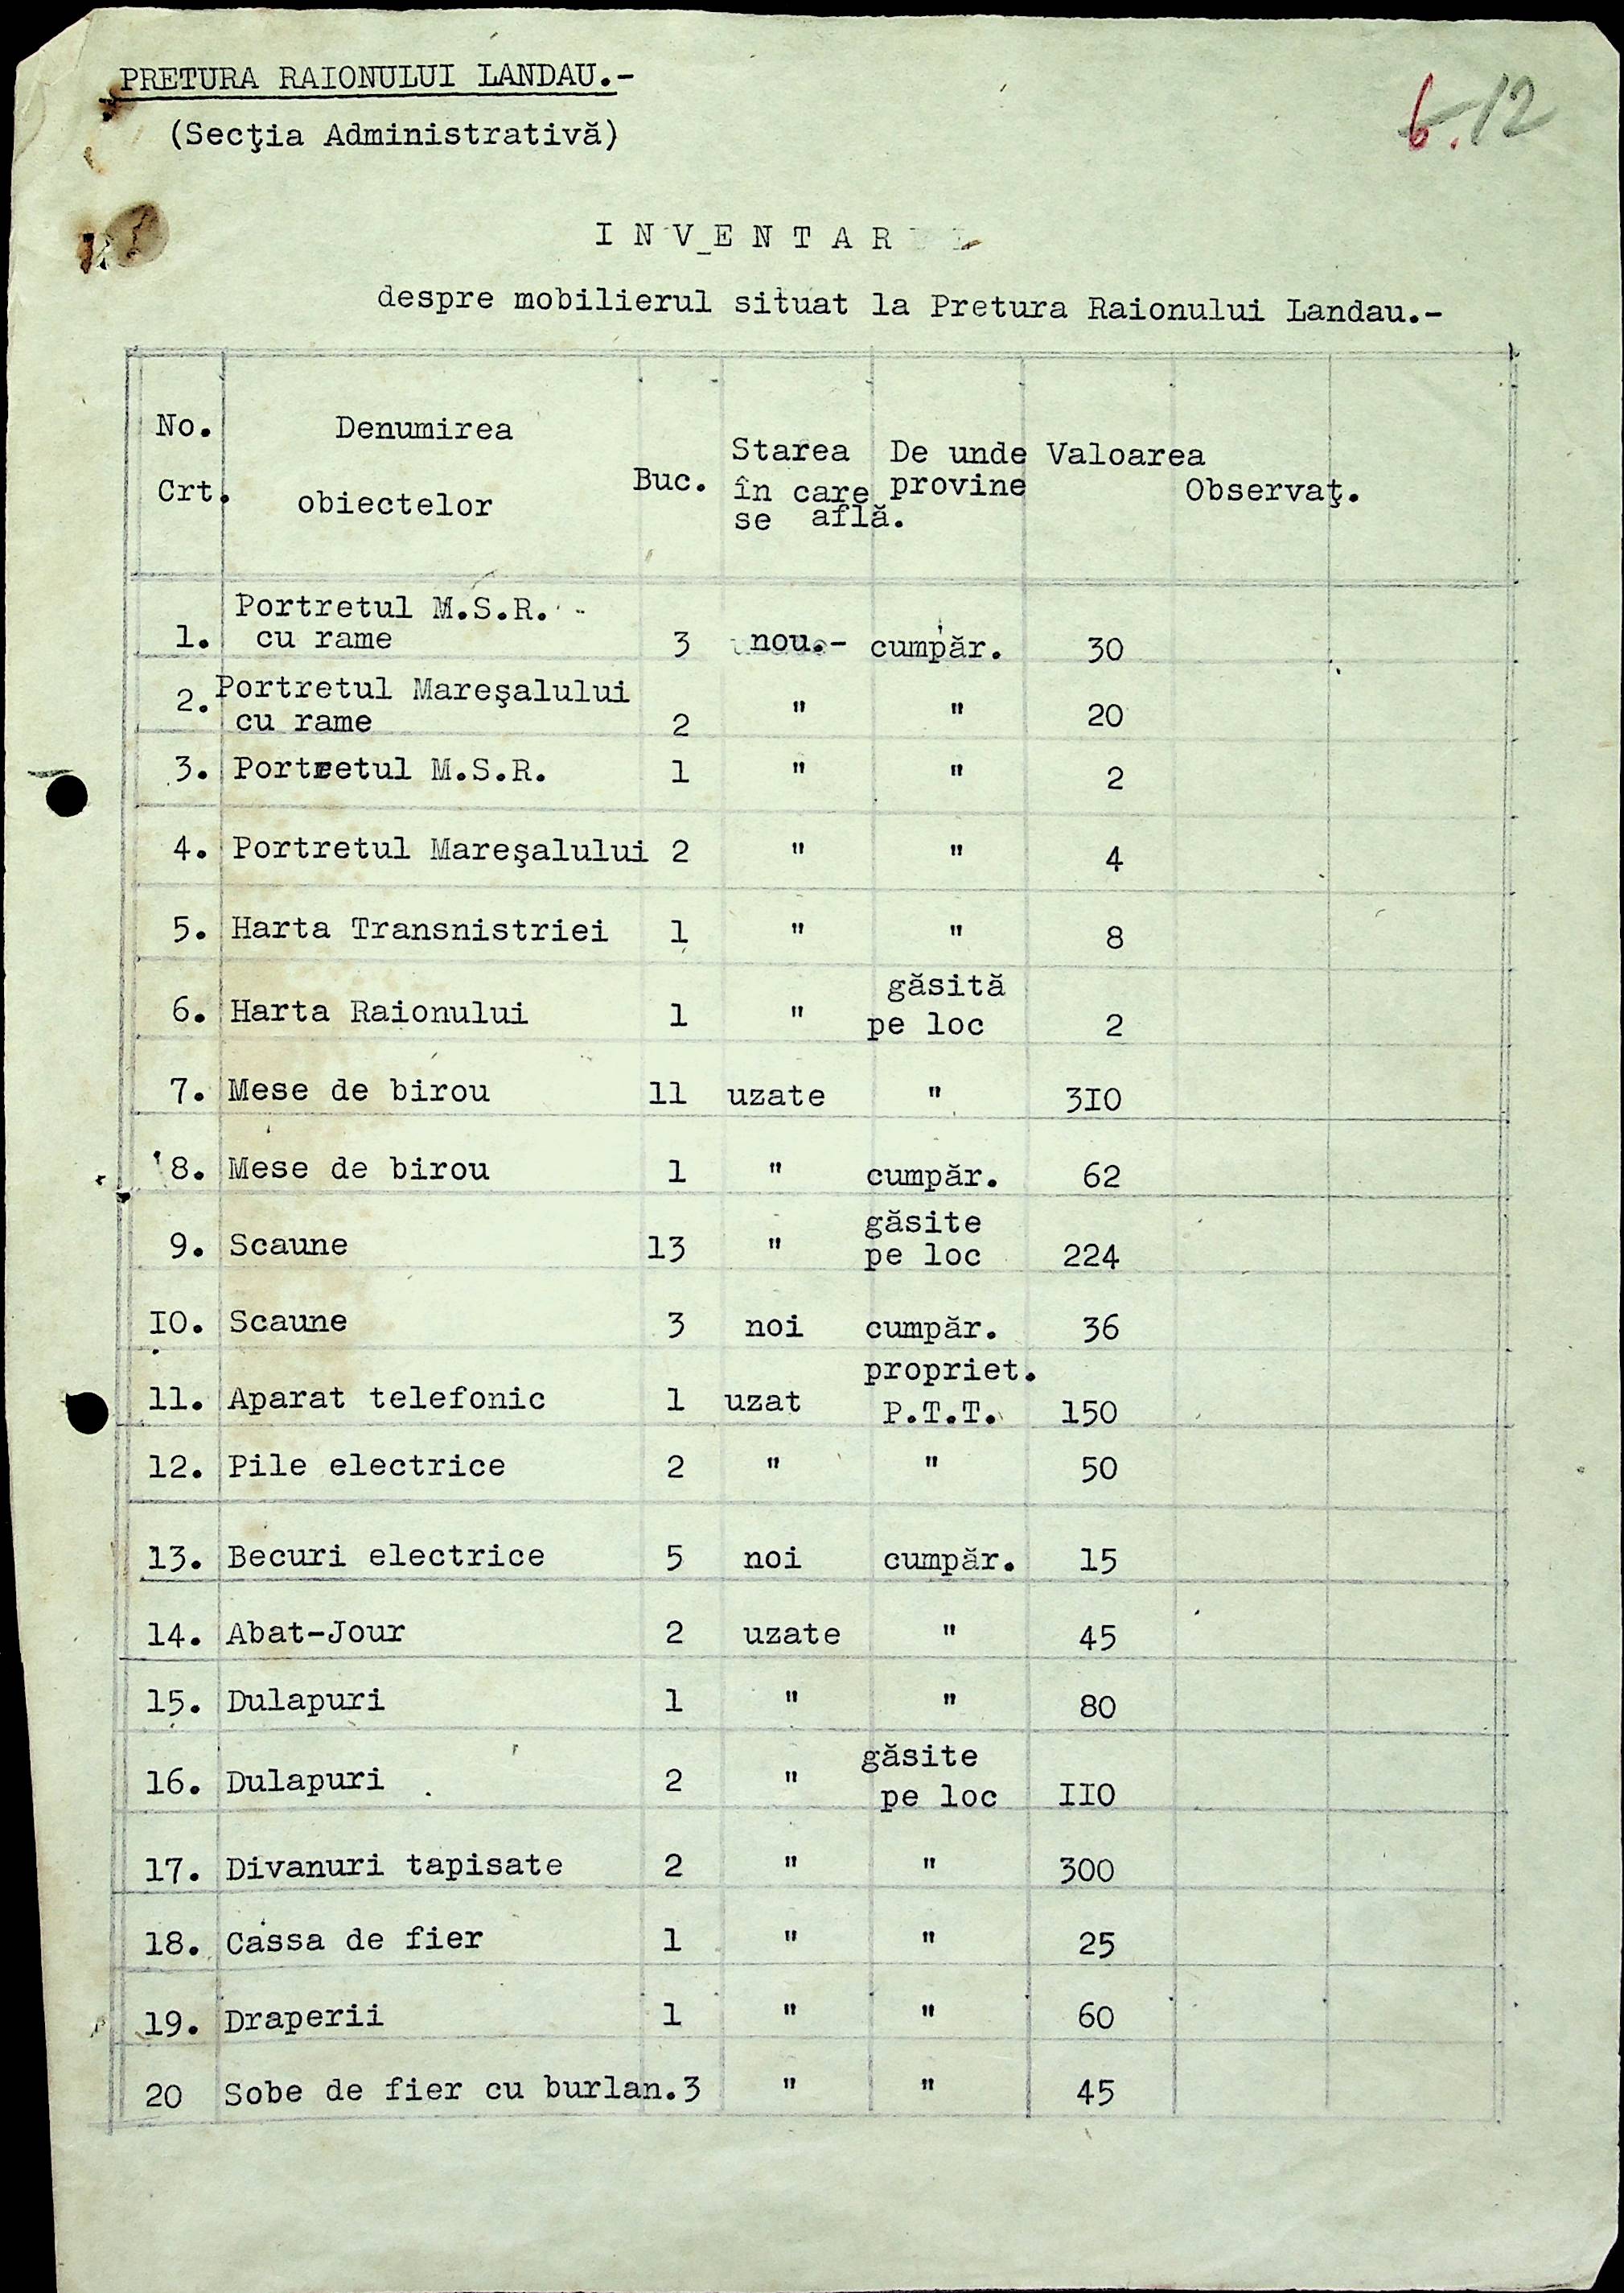 PRETURA RAIONULUI LANDAU.-
(Secţia Administrativă)
6. 12
I N V E N T A R
despre mobilierul situat la Pretura Raionului Landau.-
No. Crt. Denumirea obiectelor Buc. Starea în care se află. De unde provine Valoarea Observaţ.
1. Portretul M.S.R. cu rame 3 nou.- cumpăr. 30
2. Portretul Mareşalului cu rame 2 " " 20
3. Portretul M.S.R. 1 " " 2
4. Portretul Mareşalului 2 " " 4
5. Harta Transnistriei 1 " " 8
6. Harta Raionului 1 " găsită pe loc 2
7. Mese de birou 11 uzate " 3I0
8. Mese de birou 1 " cumpăr. 62
9. Scaune 13 " găsite pe loc 224
I0. Scaune 3 noi cumpăr. 36
11. Aparat telefonic 1 uzat propriet. P.T.T. 150
12. Pile electrice 2 " " 50
13. Becuri electrice 5 noi cumpăr. 15
14. Abat-Jour 2 uzate " 45
15. Dulapuri 1 " " 80
16. Dulapuri 2 " găsite pe loc II0
17. Divanuri tapisate 2 " " 300
18. Cassa de fier 1 " " 25
19. Draperii 1 " " 60
20 Sobe de fier cu burlan. 3 " " 45